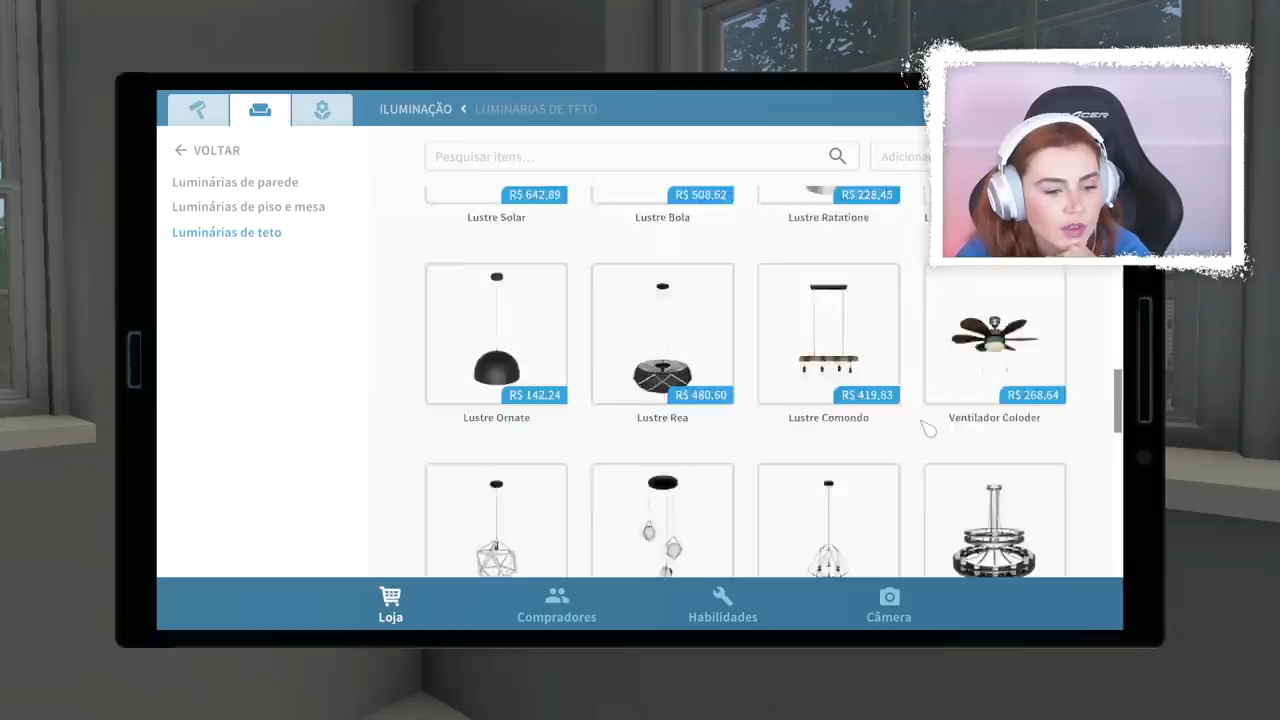 ILUMINAÇÃO < LUMINÁRIAS DE TETO
VOLTAR
Luminárias de parede
Luminárias de piso e mesa
Luminárias de teto
Pesquisar itens...
R$ 642,89
R$ 508,62
R$ 228,45
Lustre Solar
Lustre Bola
Lustre Ratatione
R$ 142,24
R$ 480,60
R$ 419,83
R$ 268,64
Lustre Ornate
Lustre Rea
Lustre Comondo
Ventilador Coloder
Loja
Compradores
Habilidades
Câmera